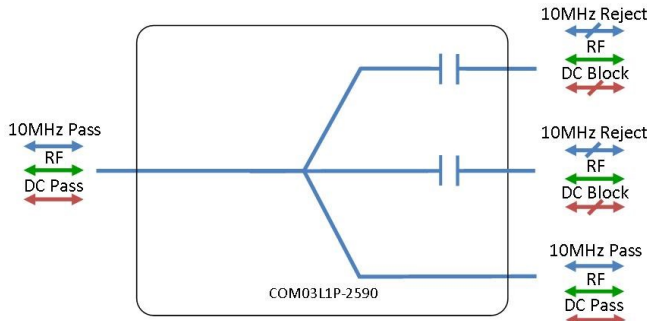 10MHz Reject
RF
DC Block
10MHz Pass
RF
DC Pass
10MHz Reject
RF
DC Block
10MHz Pass
RF
DC Pass
COM03L1P-2590